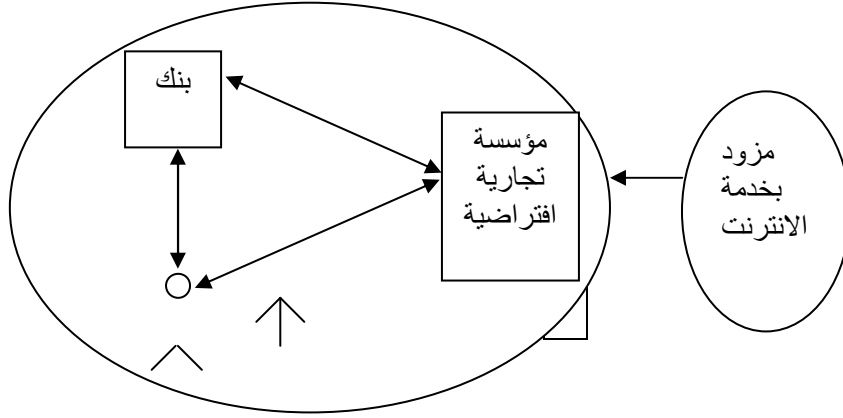 بنك
مؤسسة
تجارية
افتراضية
مزود
بخدمة
الانترنت